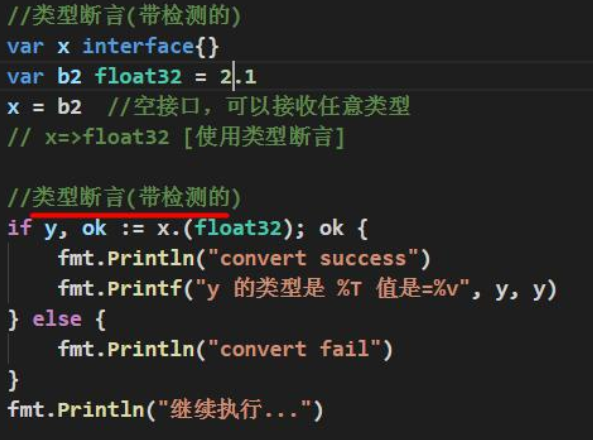 //类型断言(带检测的)
var x interface{}
var b2 float32 = 2.1
x = b2  //空接口，可以接收任意类型
// x=>float32 [使用类型断言]
//类型断言(带检测的)
if y, ok := x.(float32); ok {
    fmt.Println("convert success")
    fmt.Printf("y 的类型是 %T 值是=%v", y, y)
} else {
    fmt.Println("convert fail")
}
fmt.Println("继续执行...")